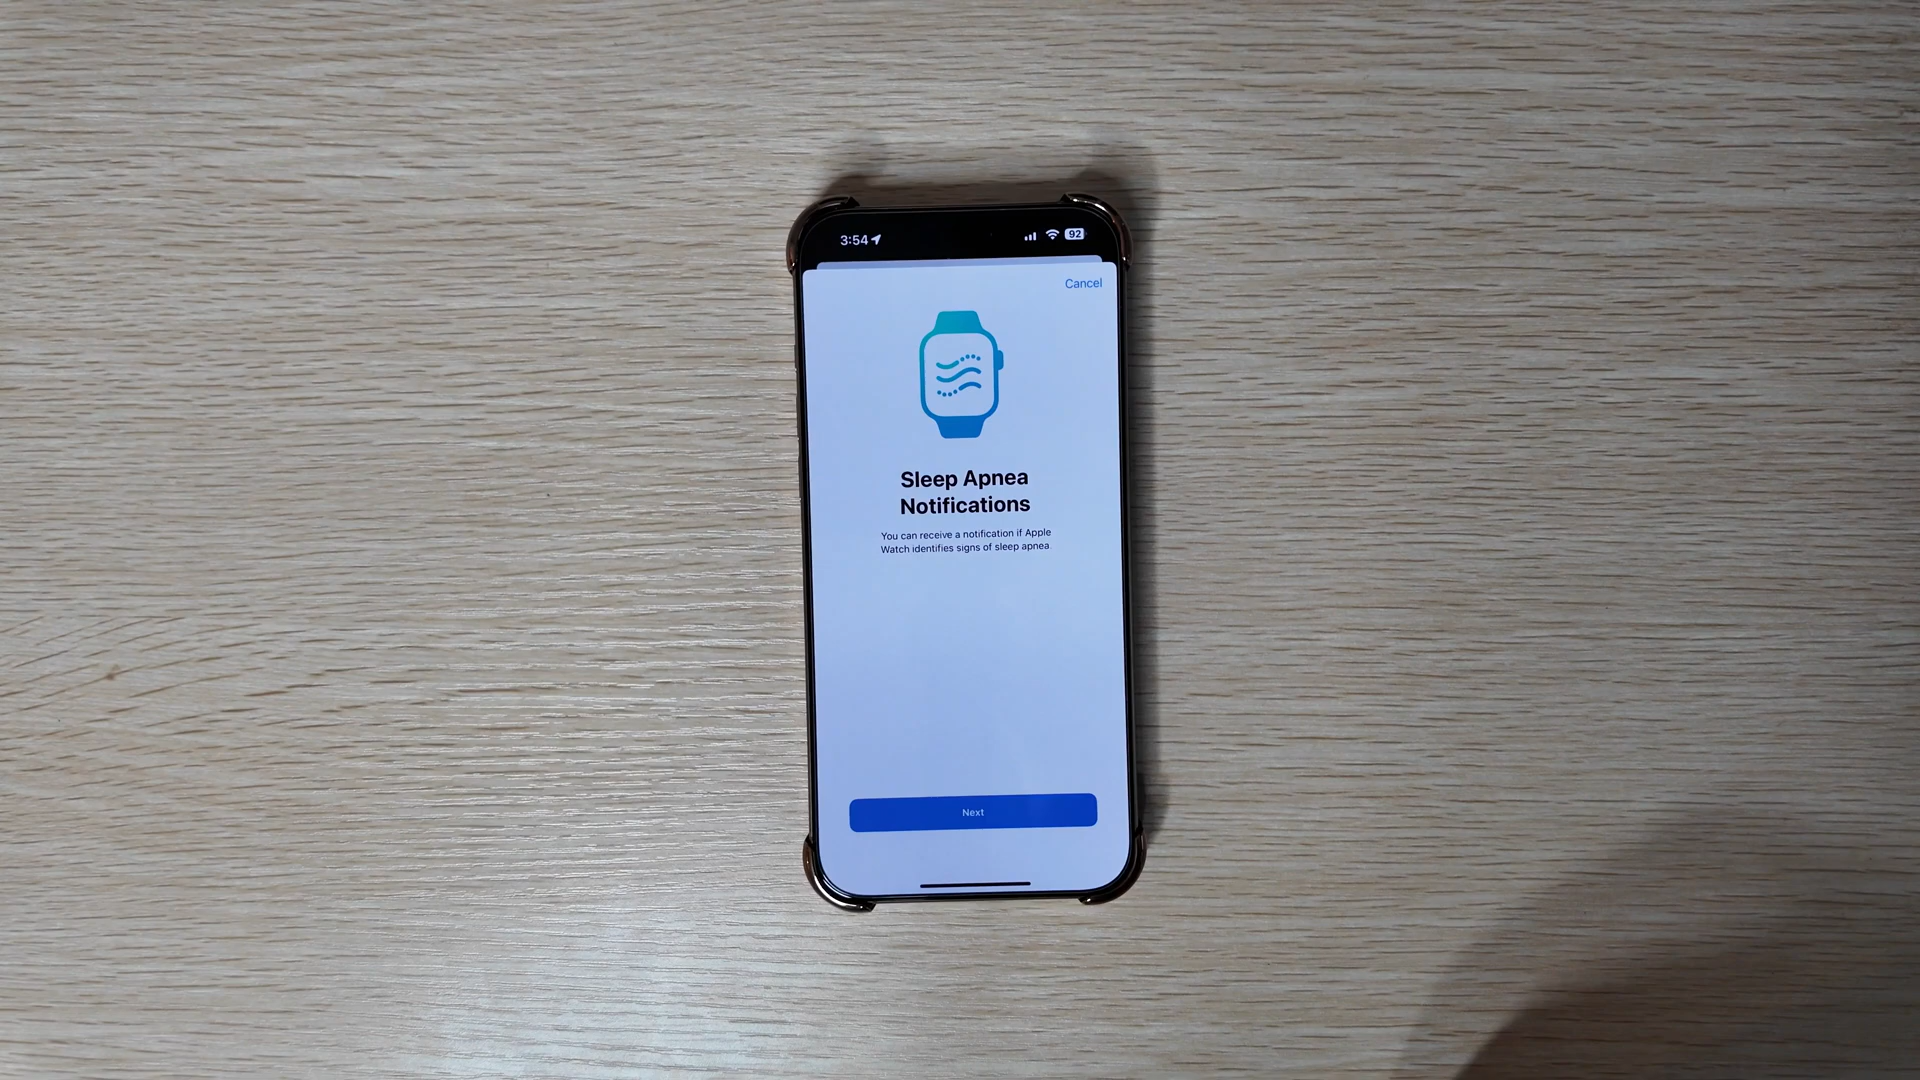 3:54
92
Cancel
Sleep Apnea
Notifications
You can receive a notification if Apple
Watch identifies signs of sleep apnea.
Next